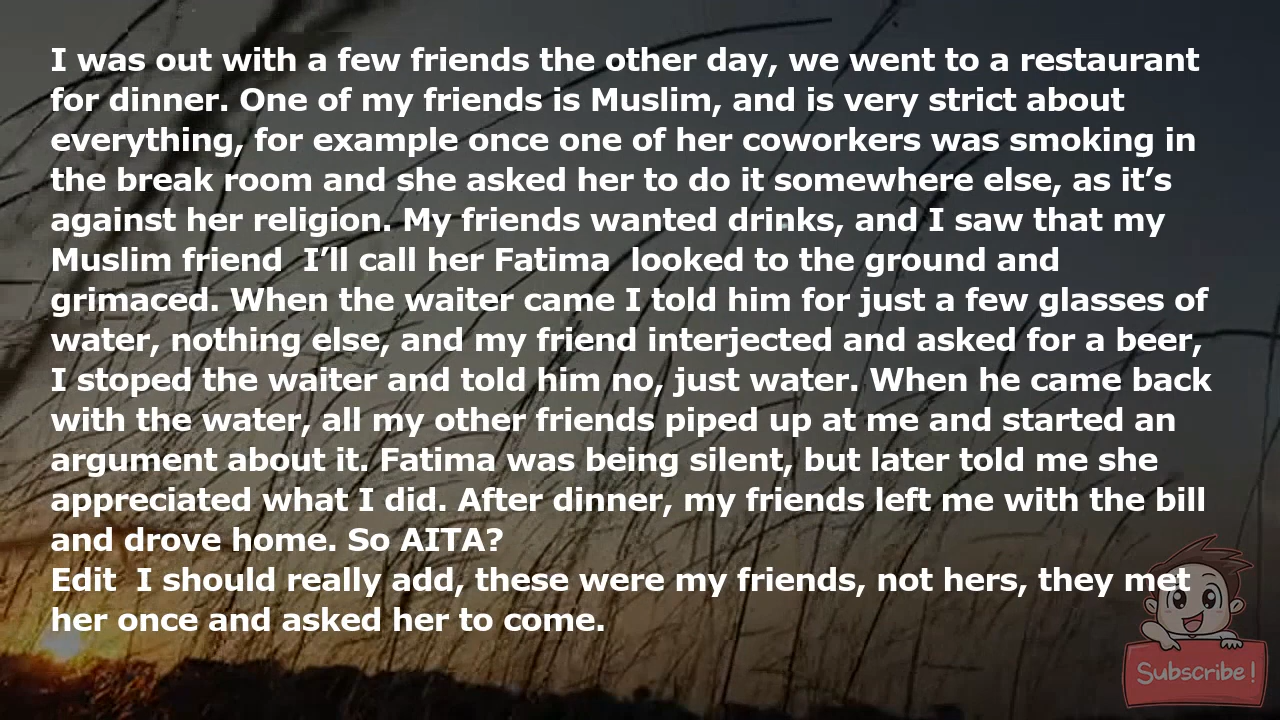 I was out with a few friends the other day, we went to a restaurant
for dinner. One of my friends is Muslim, and is very strict about
everything, for example once one of her coworkers was smoking in
the break room and she asked her to do it somewhere else, as it’s
against her religion. My friends wanted drinks, and I saw that my
Muslim friend  I’ll call her Fatima  looked to the ground and
grimaced. When the waiter came I told him for just a few glasses of
water, nothing else, and my friend interjected and asked for a beer,
I stoped the waiter and told him no, just water. When he came back
with the water, all my other friends piped up at me and started an
argument about it. Fatima was being silent, but later told me she
appreciated what I did. After dinner, my friends left me with the bill
and drove home. So AITA?
Edit  I should really add, these were my friends, not hers, they met
her once and asked her to come.
Subscribe!